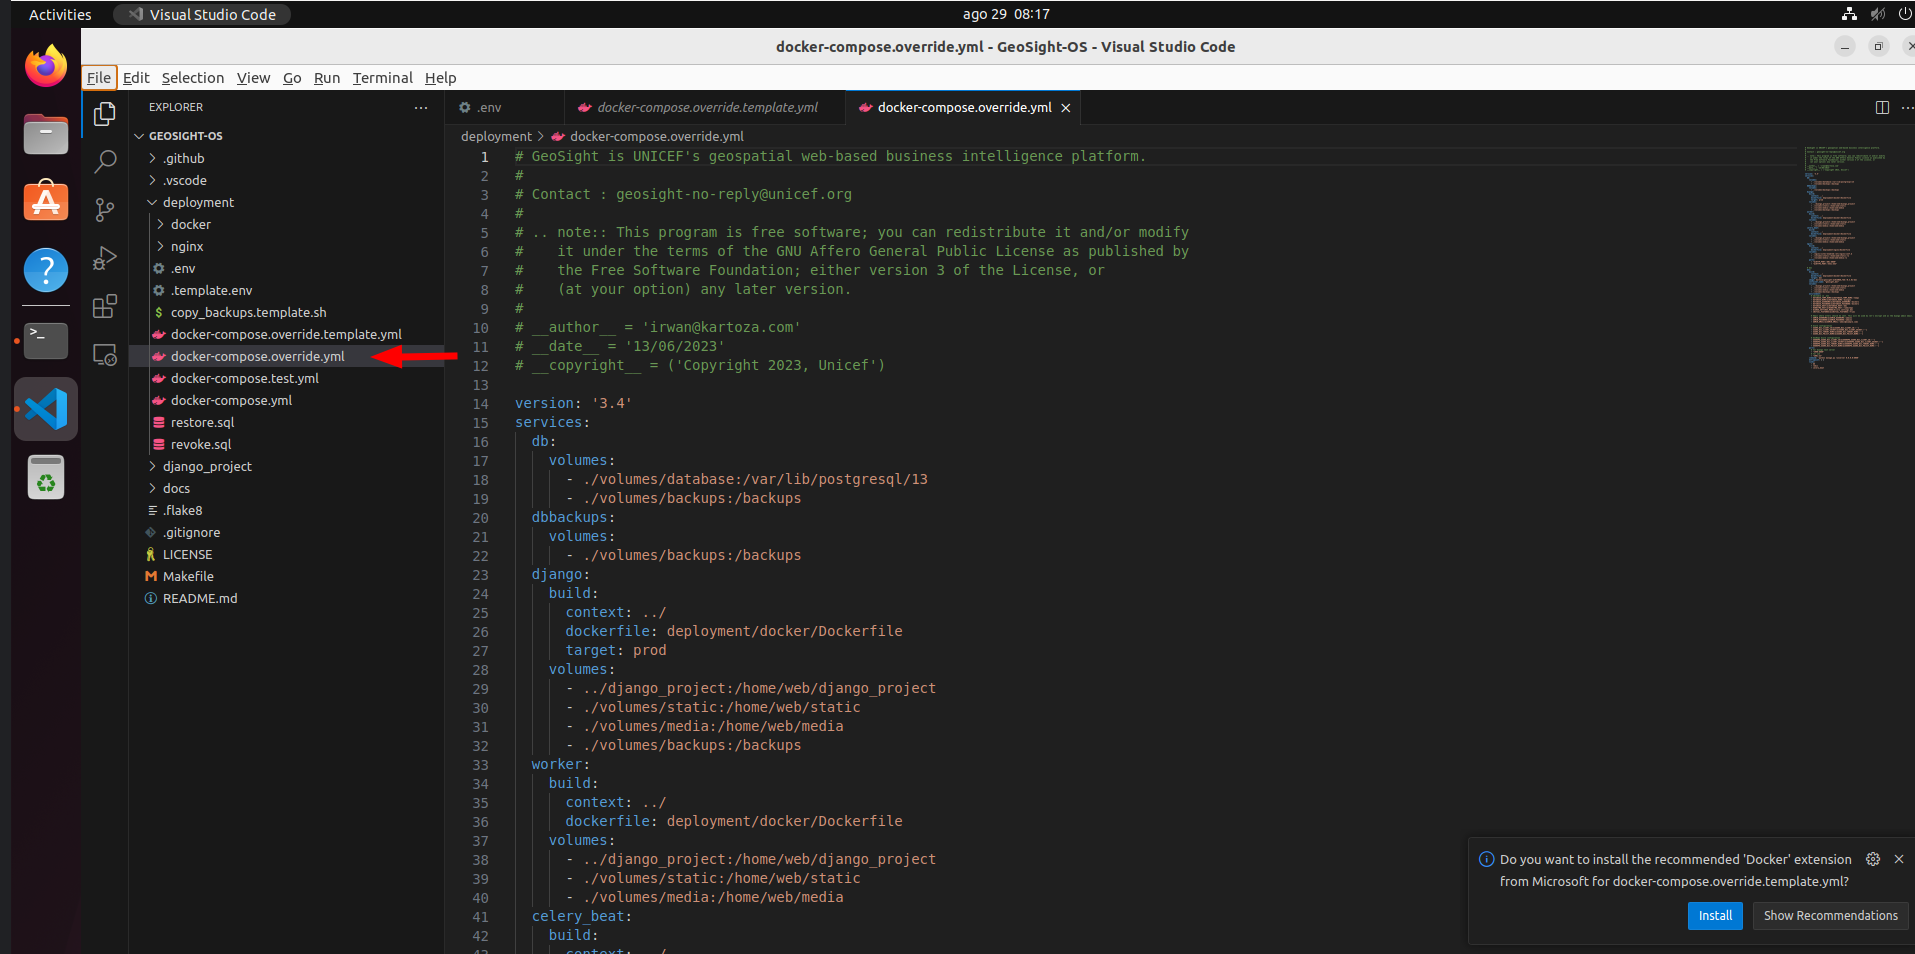 Activities
Visual Studio Code
ago 29 08:17
docker-compose.override.yml - GeoSight-OS - Visual Studio Code
File Edit Selection View Go Run Terminal Help
EXPLORER
GEOSIGHT-OS
.github
.vscode
deployment
docker
nginx
.env
.template.env
copy_backups.template.sh
docker-compose.override.template.yml
docker-compose.override.yml
docker-compose.test.yml
docker-compose.yml
restore.sql
revoke.sql
django_project
docs
.flake8
.gitignore
LICENSE
Makefile
README.md
.env
docker-compose.override.template.yml
docker-compose.override.yml
deployment > docker-compose.override.yml
1 # GeoSight is UNICEF's geospatial web-based business intelligence platform.
2 #
3 # Contact : geosight-no-reply@unicef.org
4 #
5 # .. note:: This program is free software; you can redistribute it and/or modify
6 #    it under the terms of the GNU Affero General Public License as published by
7 #    the Free Software Foundation; either version 3 of the License, or
8 #    (at your option) any later version.
9 #
10 # __author__ = 'irwan@kartoza.com'
11 # __date__ = '13/06/2023'
12 # __copyright__ = ('Copyright 2023, Unicef')
13
14 version: '3.4'
15 services:
16   db:
17     volumes:
18       - ./volumes/database:/var/lib/postgresql/13
19       - ./volumes/backups:/backups
20   dbbackups:
21     volumes:
22       - ./volumes/backups:/backups
23   django:
24     build:
25       context: ../
26       dockerfile: deployment/docker/Dockerfile
27       target: prod
28     volumes:
29       - ../django_project:/home/web/django_project
30       - ./volumes/static:/home/web/static
31       - ./volumes/media:/home/web/media
32       - ./volumes/backups:/backups
33   worker:
34     build:
35       context: ../
36       dockerfile: deployment/docker/Dockerfile
37     volumes:
38       - ../django_project:/home/web/django_project
39       - ./volumes/static:/home/web/static
40       - ./volumes/media:/home/web/media
41   celery_beat:
42     build:
Do you want to install the recommended 'Docker' extension
from Microsoft for docker-compose.override.template.yml?
Install
Show Recommendations